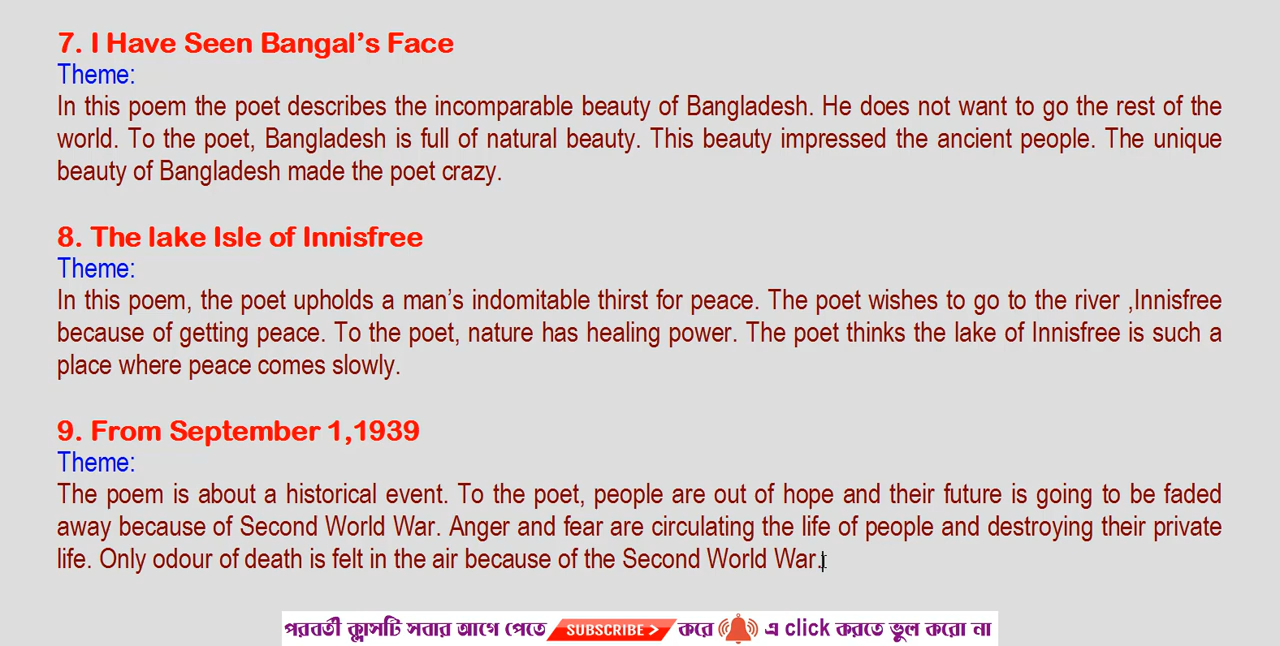 7. I Have Seen Bangal's Face
Theme:
In this poem the poet describes the incomparable beauty of Bangladesh. He does not want to go the rest of the
world. To the poet, Bangladesh is full of natural beauty. This beauty impressed the ancient people. The unique
beauty of Bangladesh made the poet crazy.
8. The lake Isle of Innisfree
Theme:
In this poem, the poet upholds a man's indomitable thirst for peace. The poet wishes to go to the river ,Innisfree
because of getting peace. To the poet, nature has healing power. The poet thinks the lake of Innisfree is such a
place where peace comes slowly.
9. From September 1,1939
Theme:
The poem is about a historical event. To the poet, people are out of hope and their future is going to be faded
away because of Second World War. Anger and fear are circulating the life of people and destroying their private
life. Only odour of death is felt in the air because of the Second World War.
পরবর্তী ক্লাসটি সবার আগে পেতে SUBSCRIBE > করে এ click করতে ভুল করো না